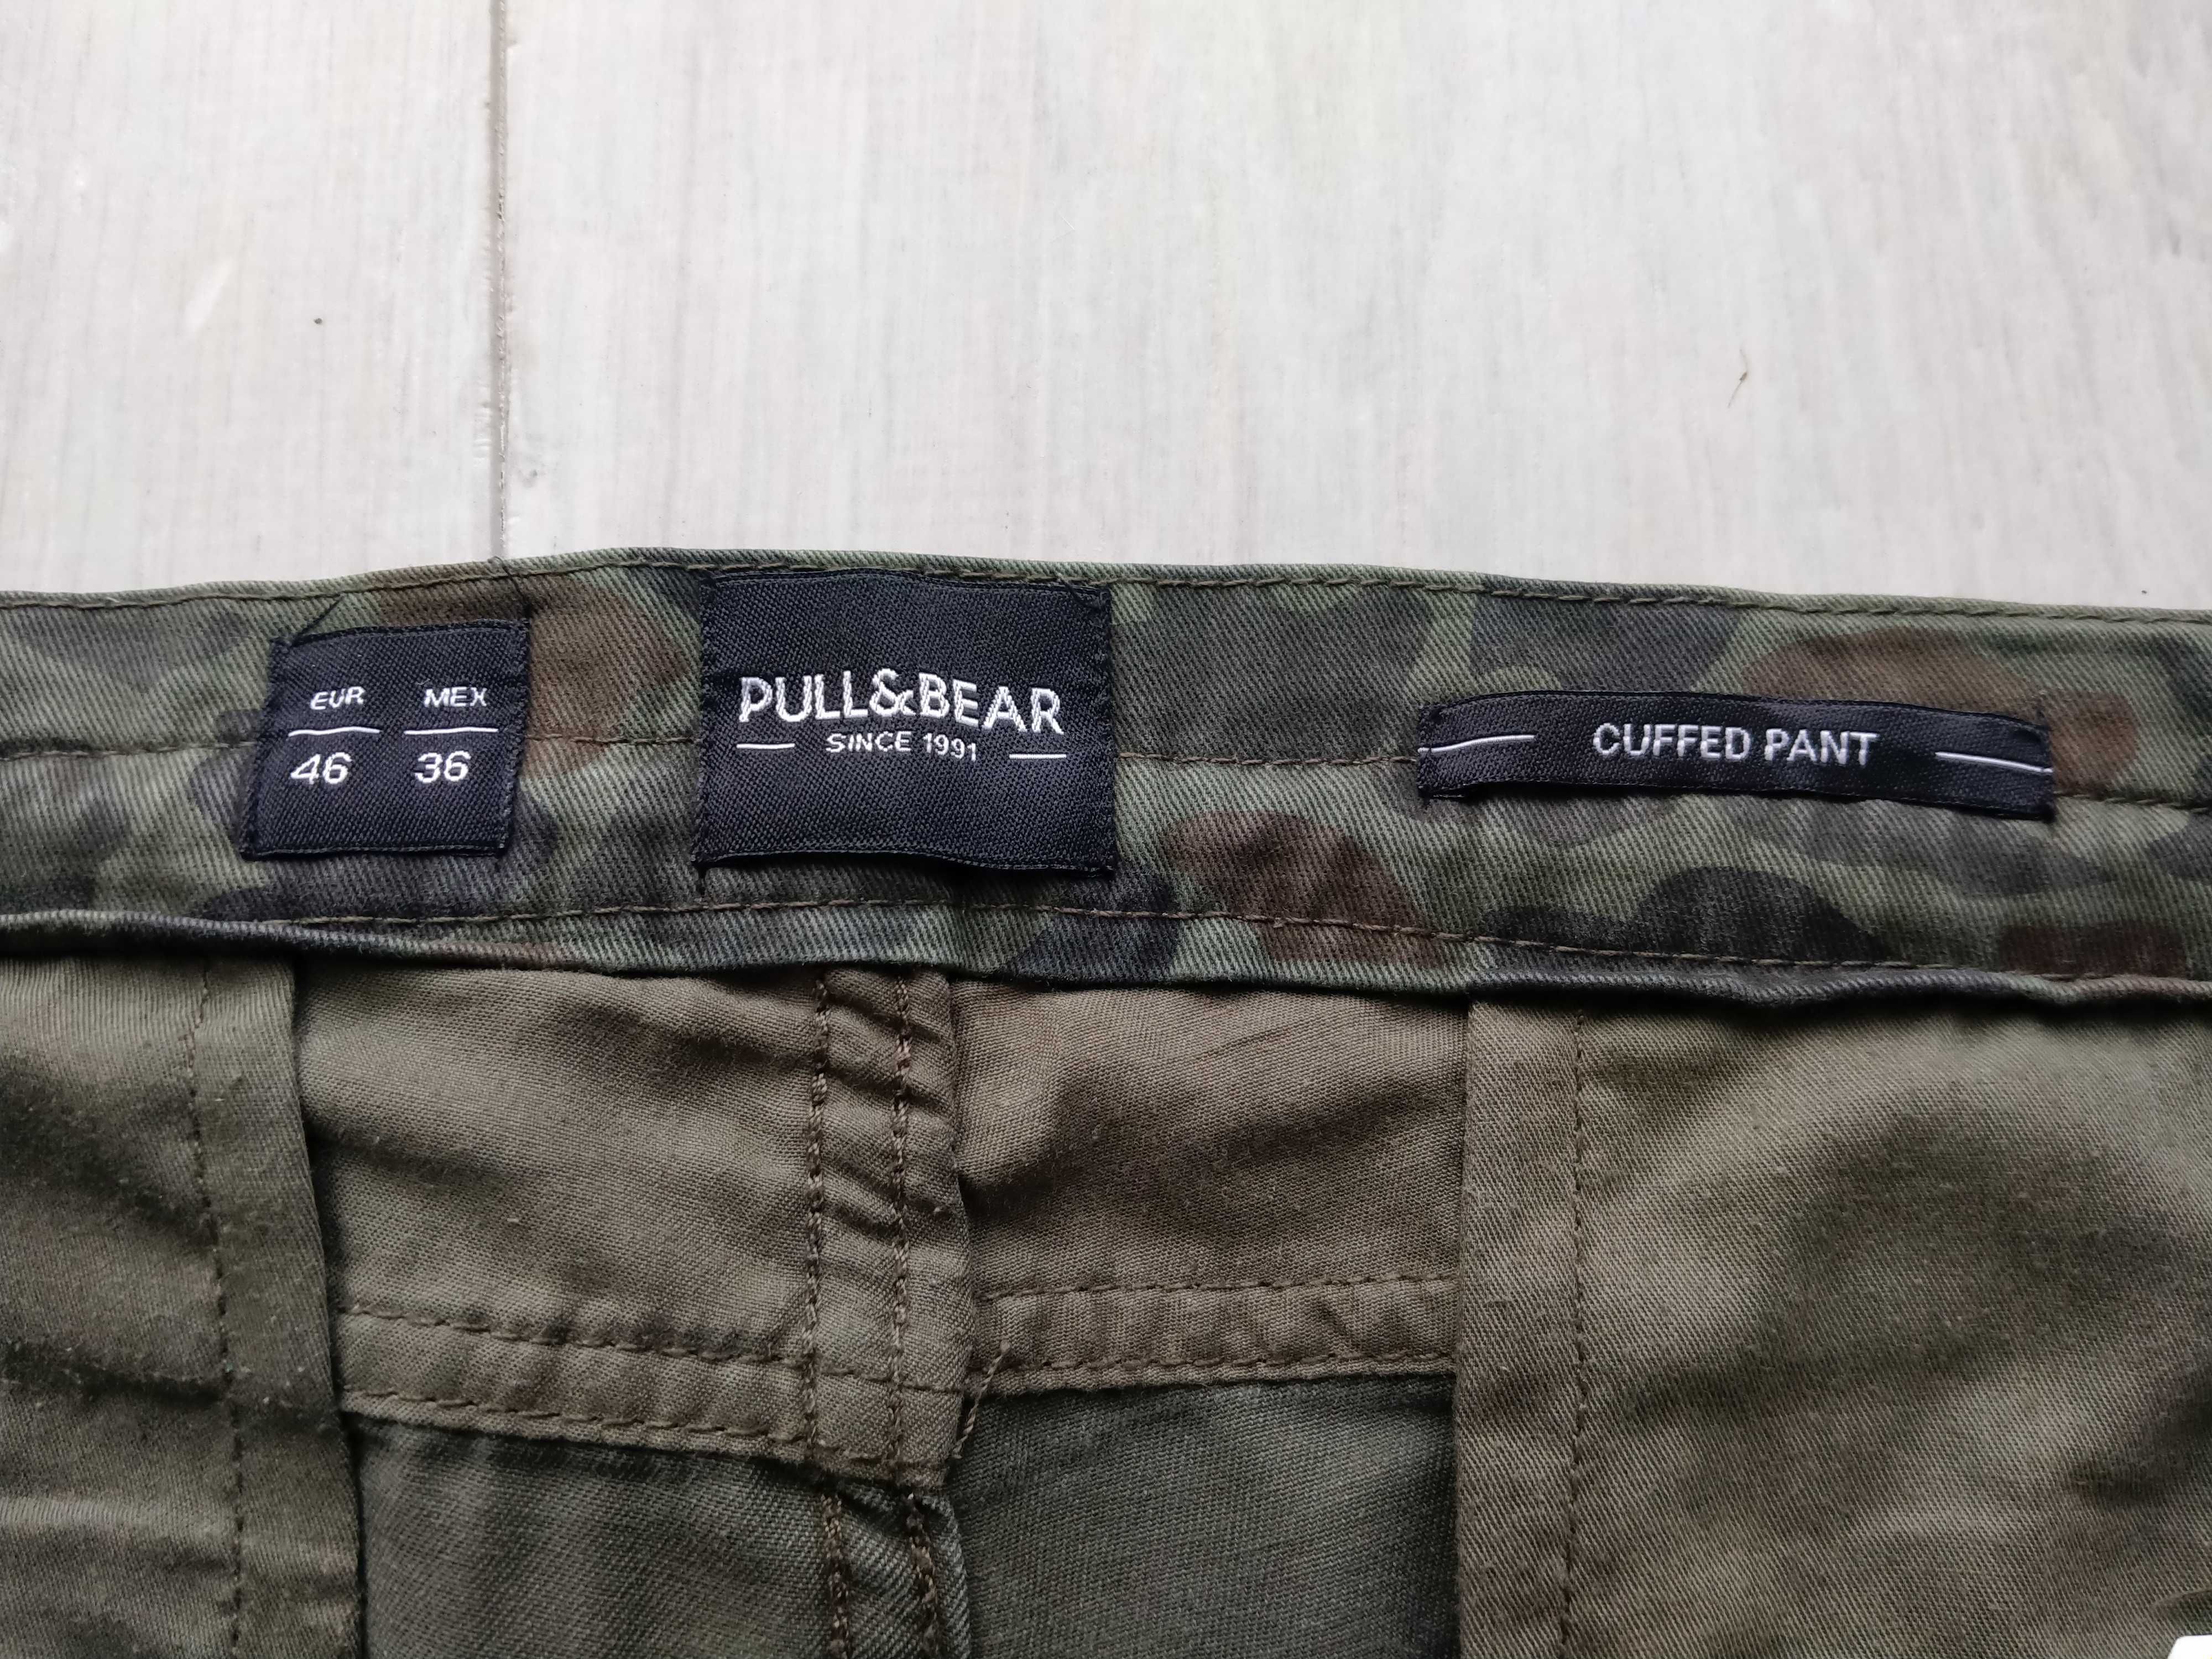 EUR MEX
46 36
PULL&BEAR
SINCE 1991
CUFFED PANT